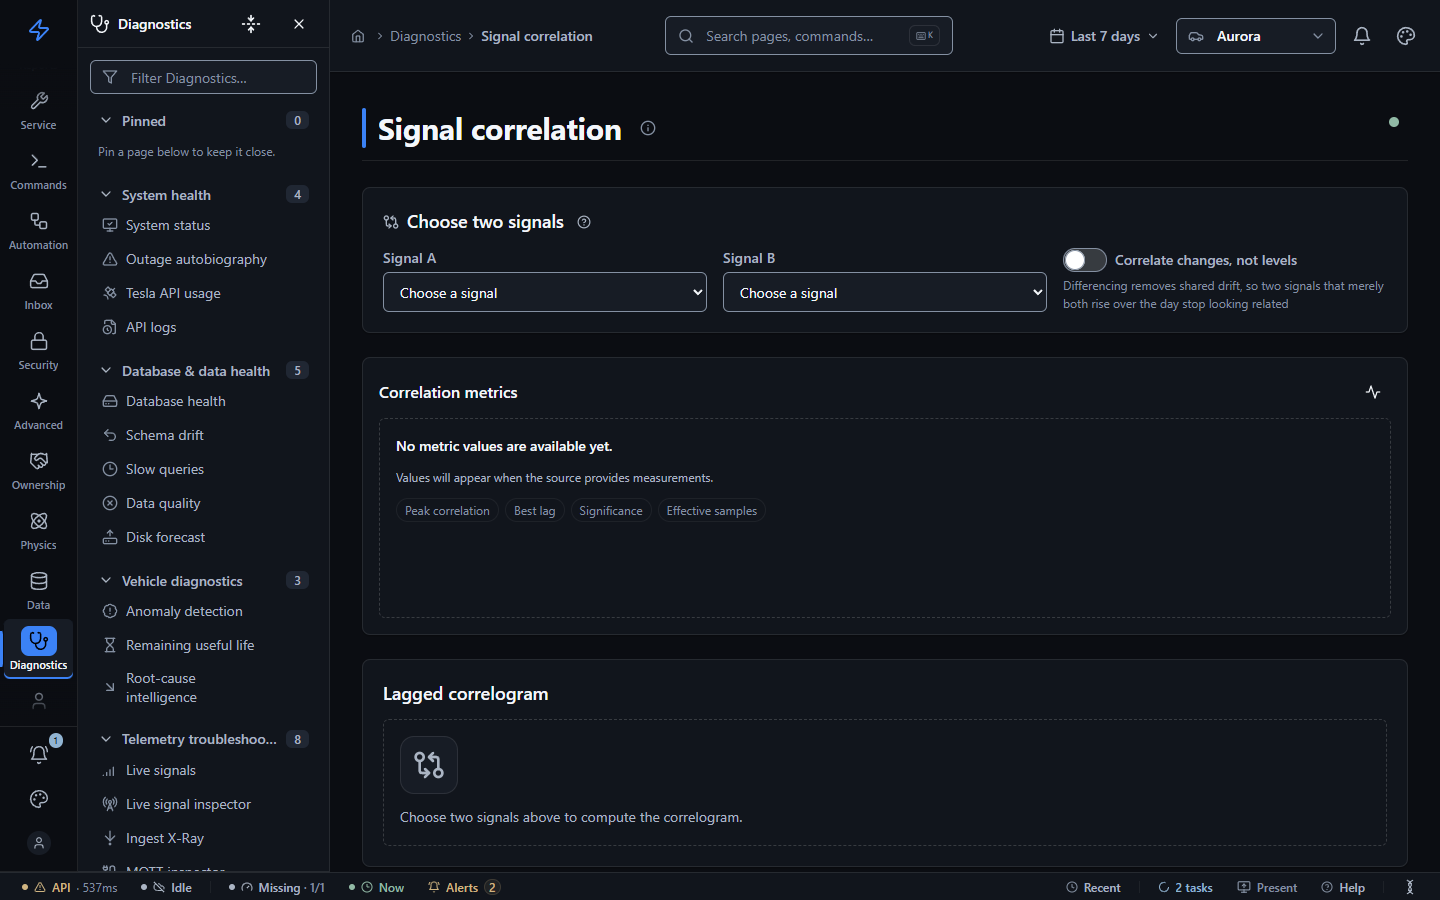 Diagnostics
Filter Diagnostics...
Pinned 0
Pin a page below to keep it close.
System health 4
System status
Outage autobiography
Tesla API usage
API logs
Database & data health 5
Database health
Schema drift
Slow queries
Data quality
Disk forecast
Vehicle diagnostics 3
Anomaly detection
Remaining useful life
Root-cause
intelligence
Telemetry troubleshoo... 8
Live signals
Live signal inspector
Ingest X-Ray
MQTT inspector
Service
Commands
Automation
Inbox
Security
Advanced
Ownership
Physics
Data
Diagnostics
1
Diagnostics > Signal correlation
Search pages, commands... K
Last 7 days
Aurora
Signal correlation
Choose two signals
Signal A
Choose a signal
Signal B
Choose a signal
Correlate changes, not levels
Differencing removes shared drift, so two signals that merely
both rise over the day stop looking related
Correlation metrics
No metric values are available yet.
Values will appear when the source provides measurements.
Peak correlation Best lag Significance Effective samples
Lagged correlogram
Choose two signals above to compute the correlogram.
API · 537ms Idle Missing · 1/1 Now Alerts 2 Recent 2 tasks Present Help